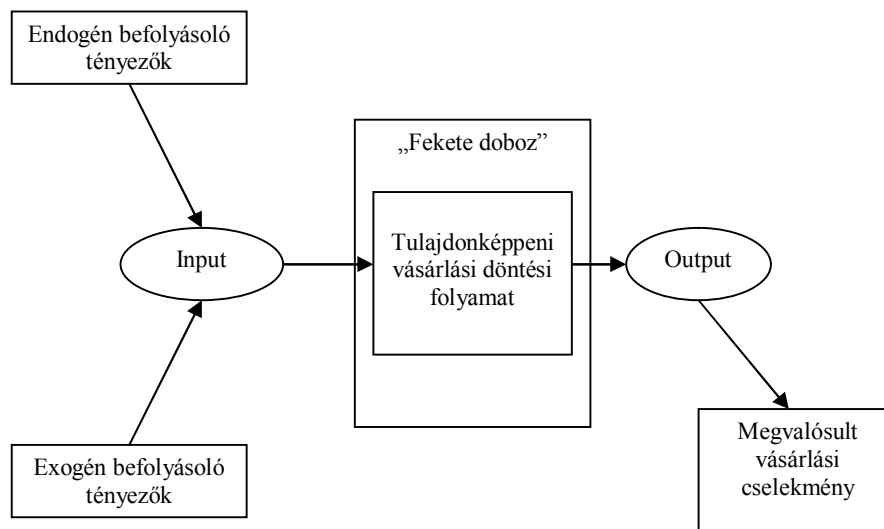 Endogén befolyásoló
tényezők
„Fekete doboz”
Input
Tulajdonképpeni
vásárlási döntési
folyamat
Output
Exogén befolyásoló
tényezők
Megvalósult
vásárlási
cselekmény